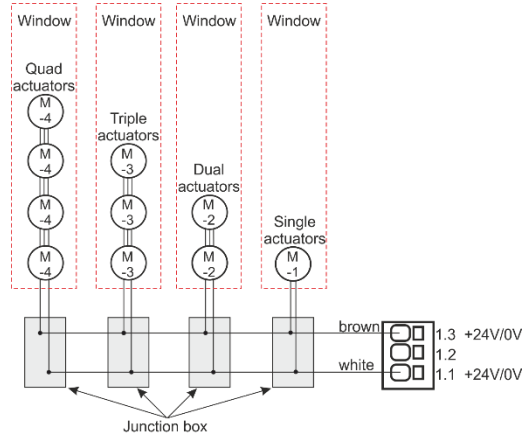 Window
Window
Window
Window
Quad
actuators
M
-4
M
-4
M
-4
M
-4
Triple
actuators
M
-3
M
-3
M
-3
Dual
actuators
M
-2
M
-2
Single
actuators
M
-1
brown
1.3 +24V/0V
1.2
white
1.1 +24V/0V
Junction box